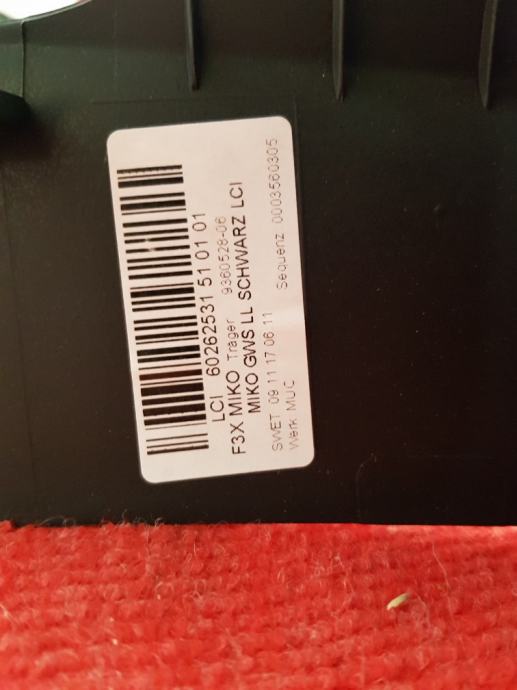 LCI 60262531 51 01 01
F3X MIKO Träger 9360528-06
MIKO GWS LL SCHWARZ LCI
SWET 09 11 17 06 11 Sequenz 0003560305
Werk MUC